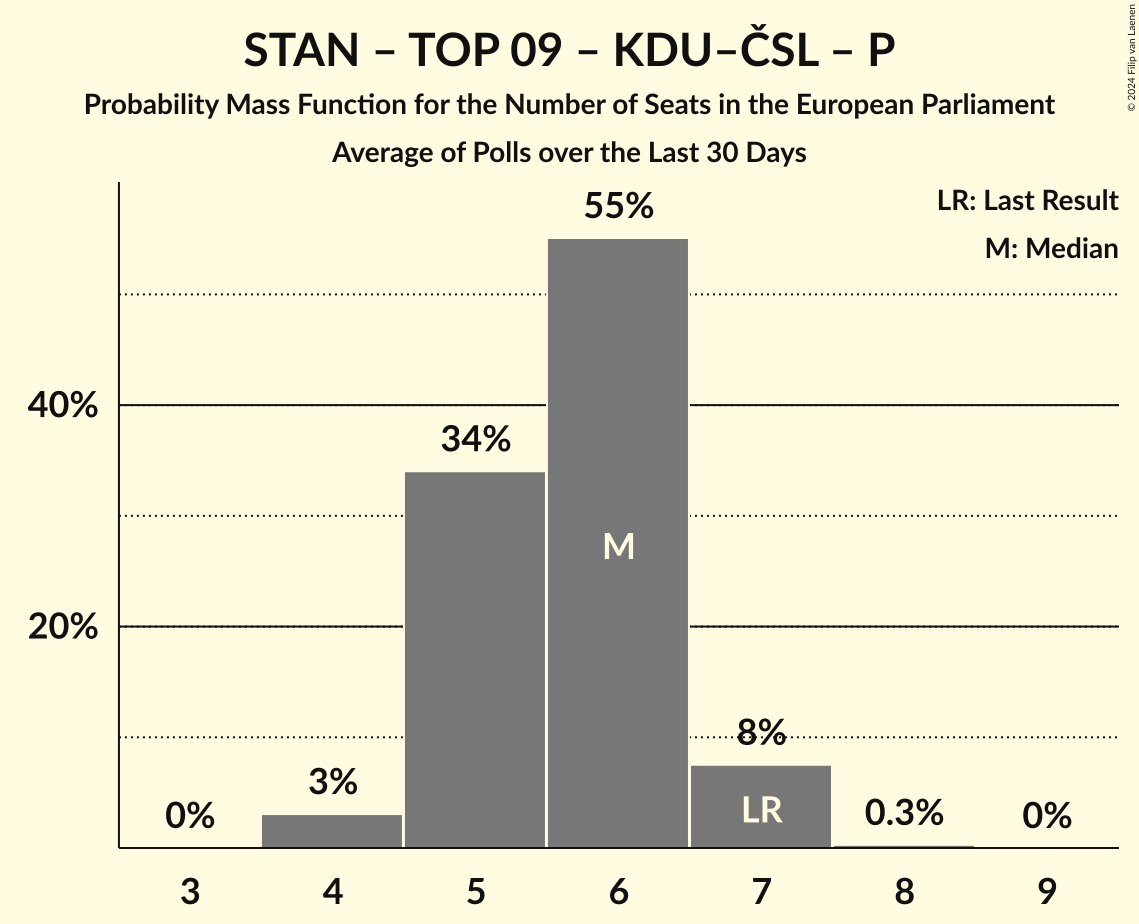 STAN – TOP 09 – KDU–ČSL – P
Probability Mass Function for the Number of Seats in the European Parliament
Average of Polls over the Last 30 Days
© 2024 Filip van Laenen
LR: Last Result
M: Median
55%
40%
34%
M
20%
8%
3%
LR
0%
0.3%
0%
3 4 5 6 7 8 9